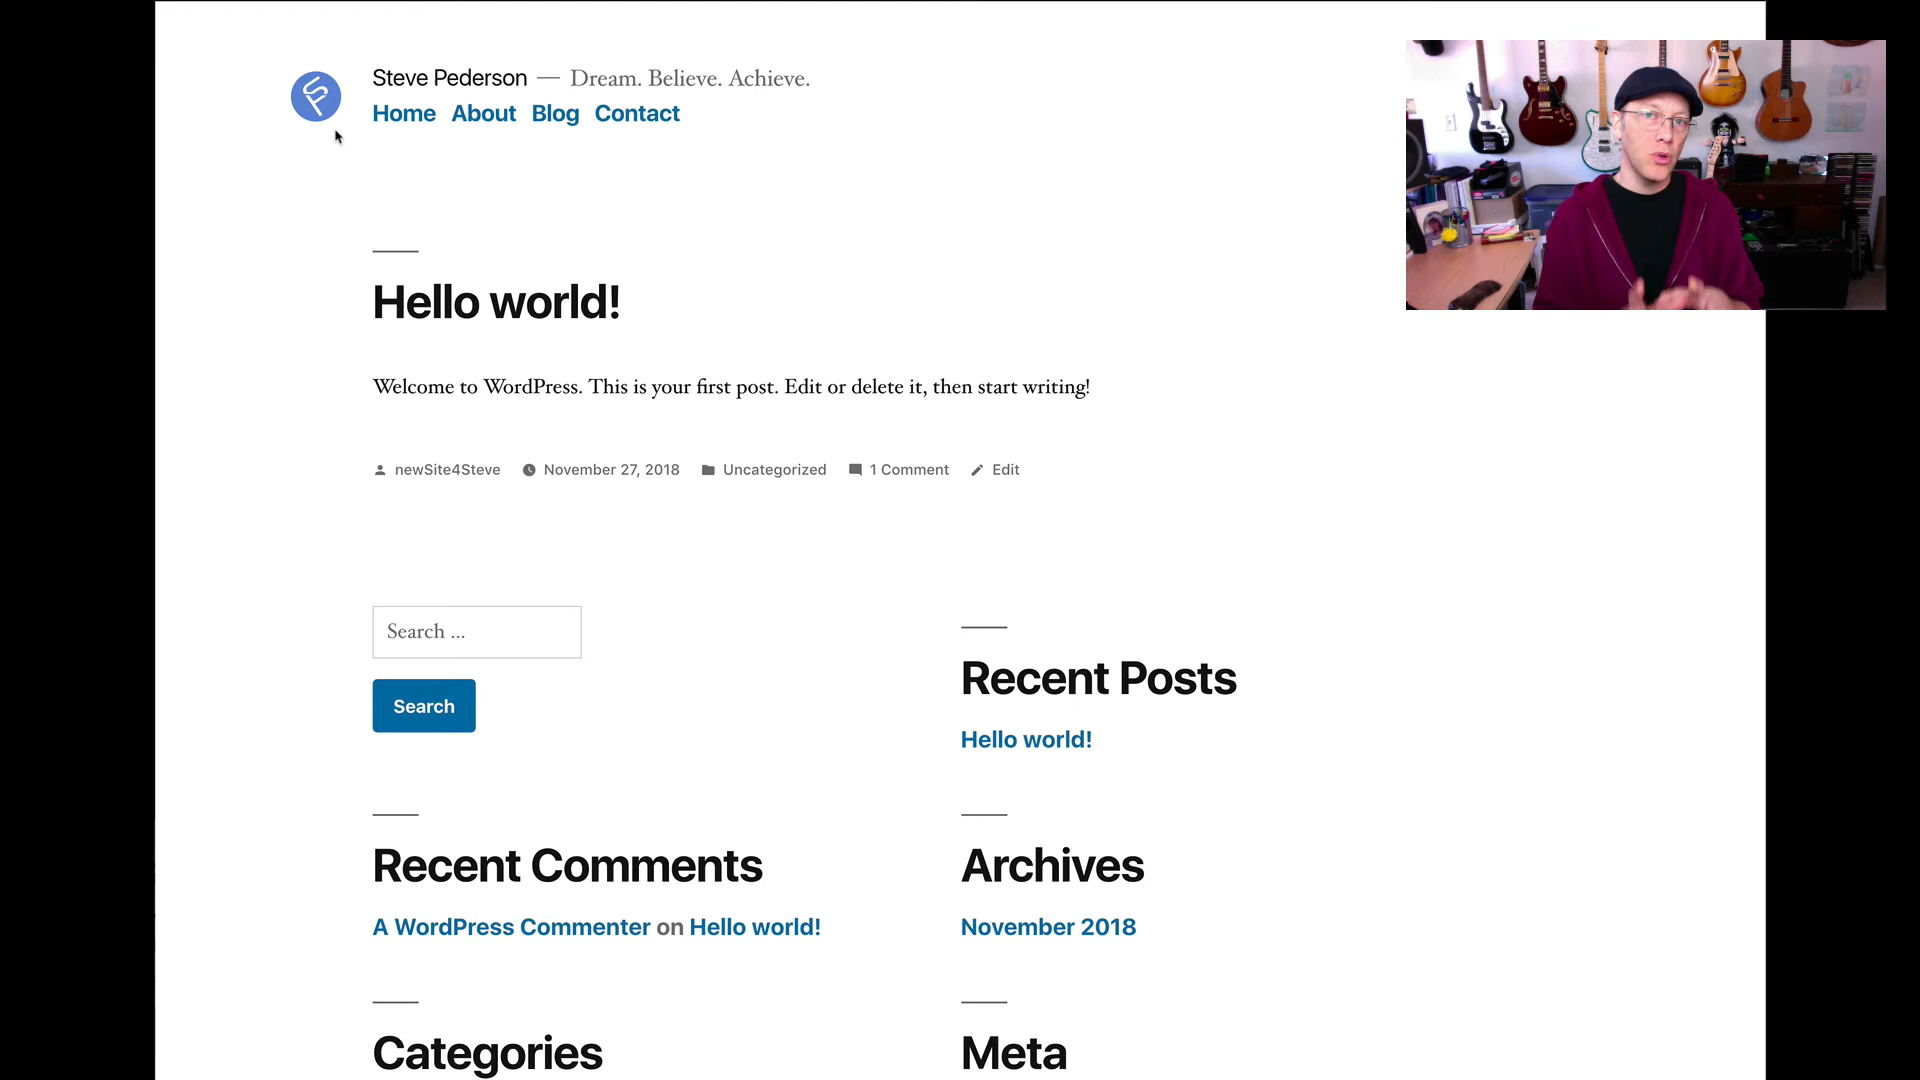 Steve Pederson — Dream. Believe. Achieve.
Home About Blog Contact
Hello world!
Welcome to WordPress. This is your first post. Edit or delete it, then start writing!
newSite4Steve November 27, 2018 Uncategorized 1 Comment Edit
Search ...
Search
Recent Posts
Hello world!
Recent Comments
A WordPress Commenter on Hello world!
Archives
November 2018
Categories
Meta